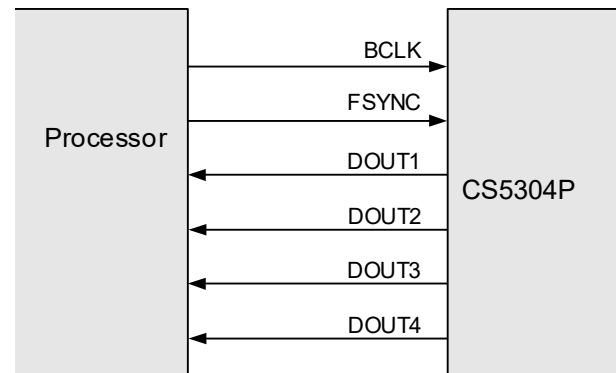 BCLK
FSYNC
Processor
DOUT1
CS5304P
DOUT2
DOUT3
DOUT4